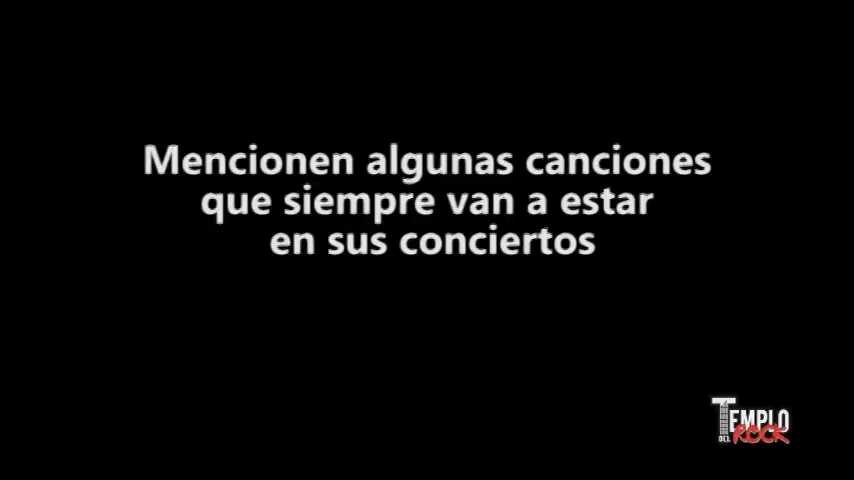 Mencionen algunas canciones
que siempre van a estar
en sus conciertos
TEMPLO
DEL ROCK